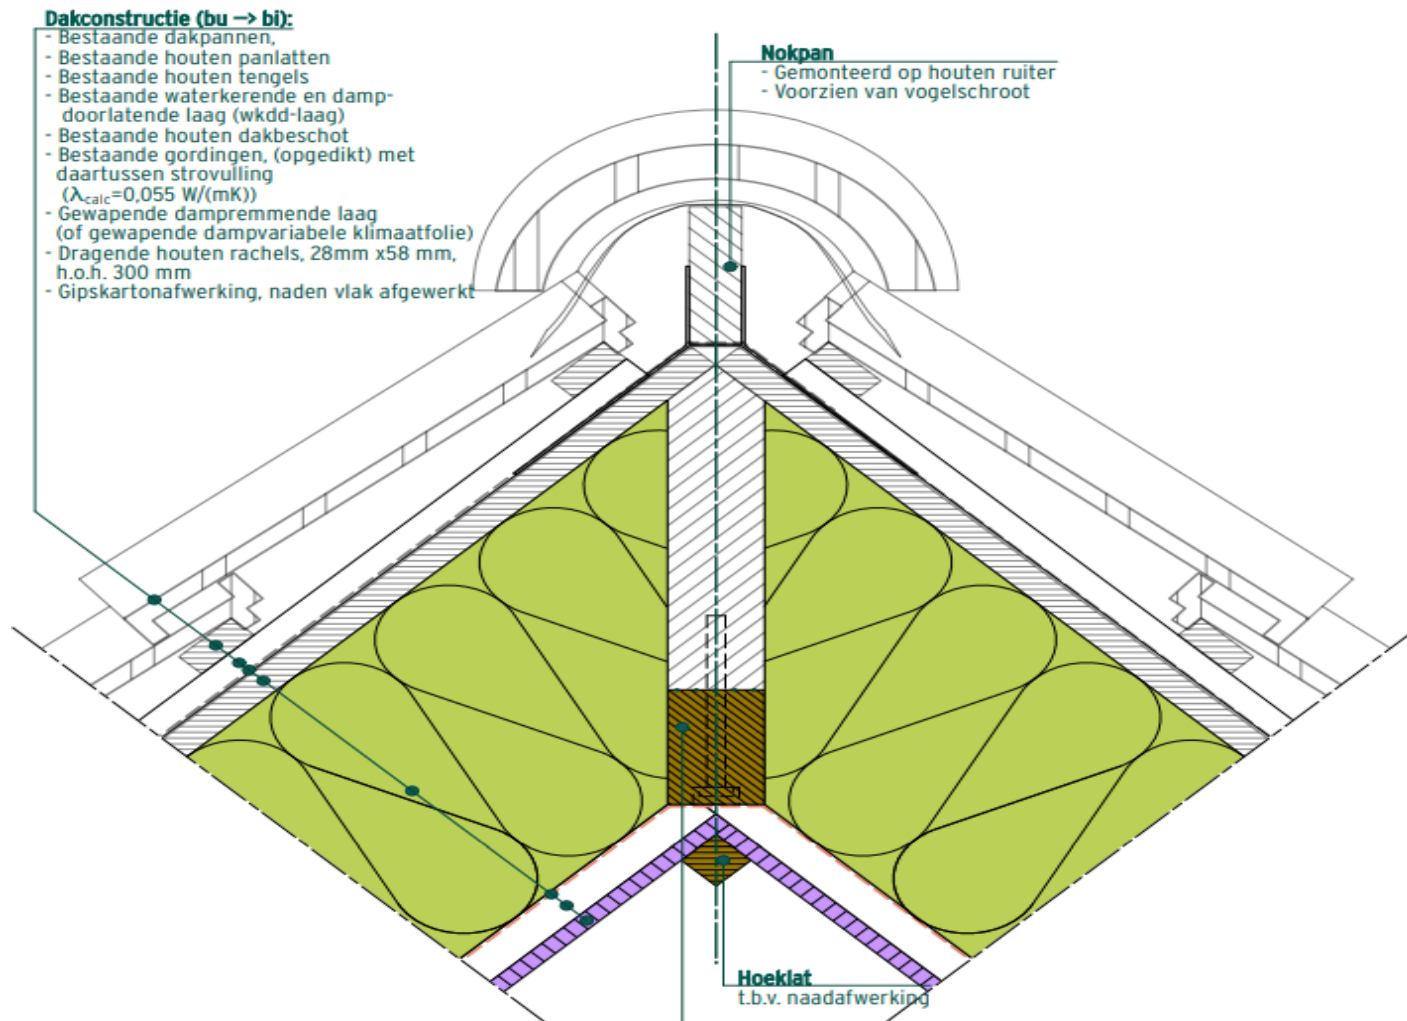 Dakconstructie (bu -> bi):
- Bestaande dakpannen,
- Bestaande houten panlatten
- Bestaande houten tengels
- Bestaande waterkerende en damp-
doorlatende laag (wkdd-laag)
- Bestaande houten dakbeschot
- Bestaande gordingen, (opgedikt) met
daartussen strovulling
(λcalc=0,055 W/(mK))
- Gewapende dampremmende laag
(of gewapende dampvariabele klimaatfolie)
- Dragende houten rachels, 28mm x58 mm,
h.o.h. 300 mm
- Gipskartonafwerking, naden vlak afgewerkt
Nokpan
- Gemonteerd op houten ruiter
- Voorzien van vogelschroot
Hoeklat
t.b.v. naadafwerking